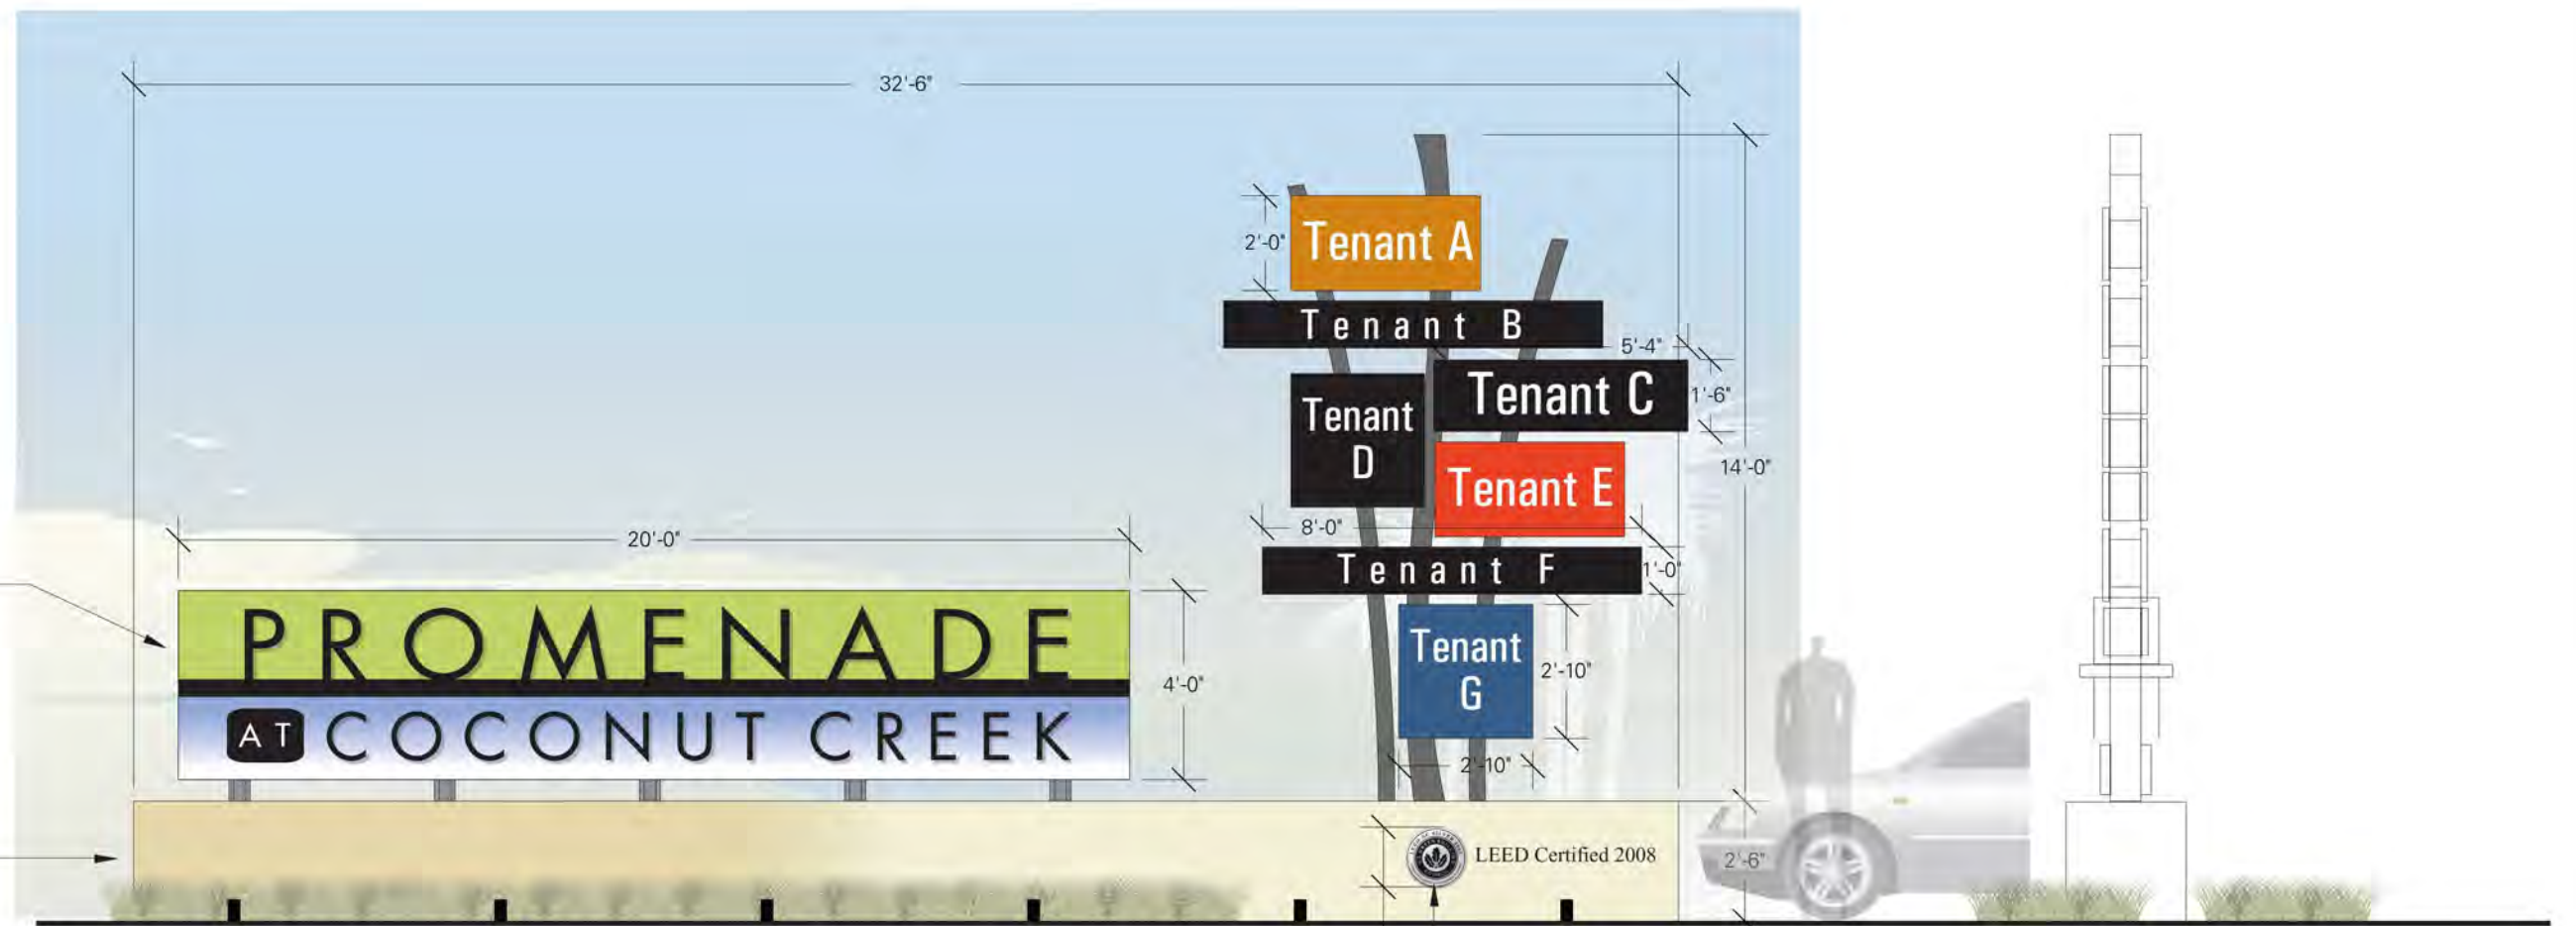 32'-6"
2'-0"
Tenant A
Tenant B
5'-4"
Tenant C
1'-6"
Tenant
D
14'-0"
Tenant E
20'-0"
8'-0"
Tenant F
1'-0"
PROMENADE
4'-0"
Tenant
G
2'-10"
AT COCONUT CREEK
2'-10"
LEED Certified 2008
2'-6"